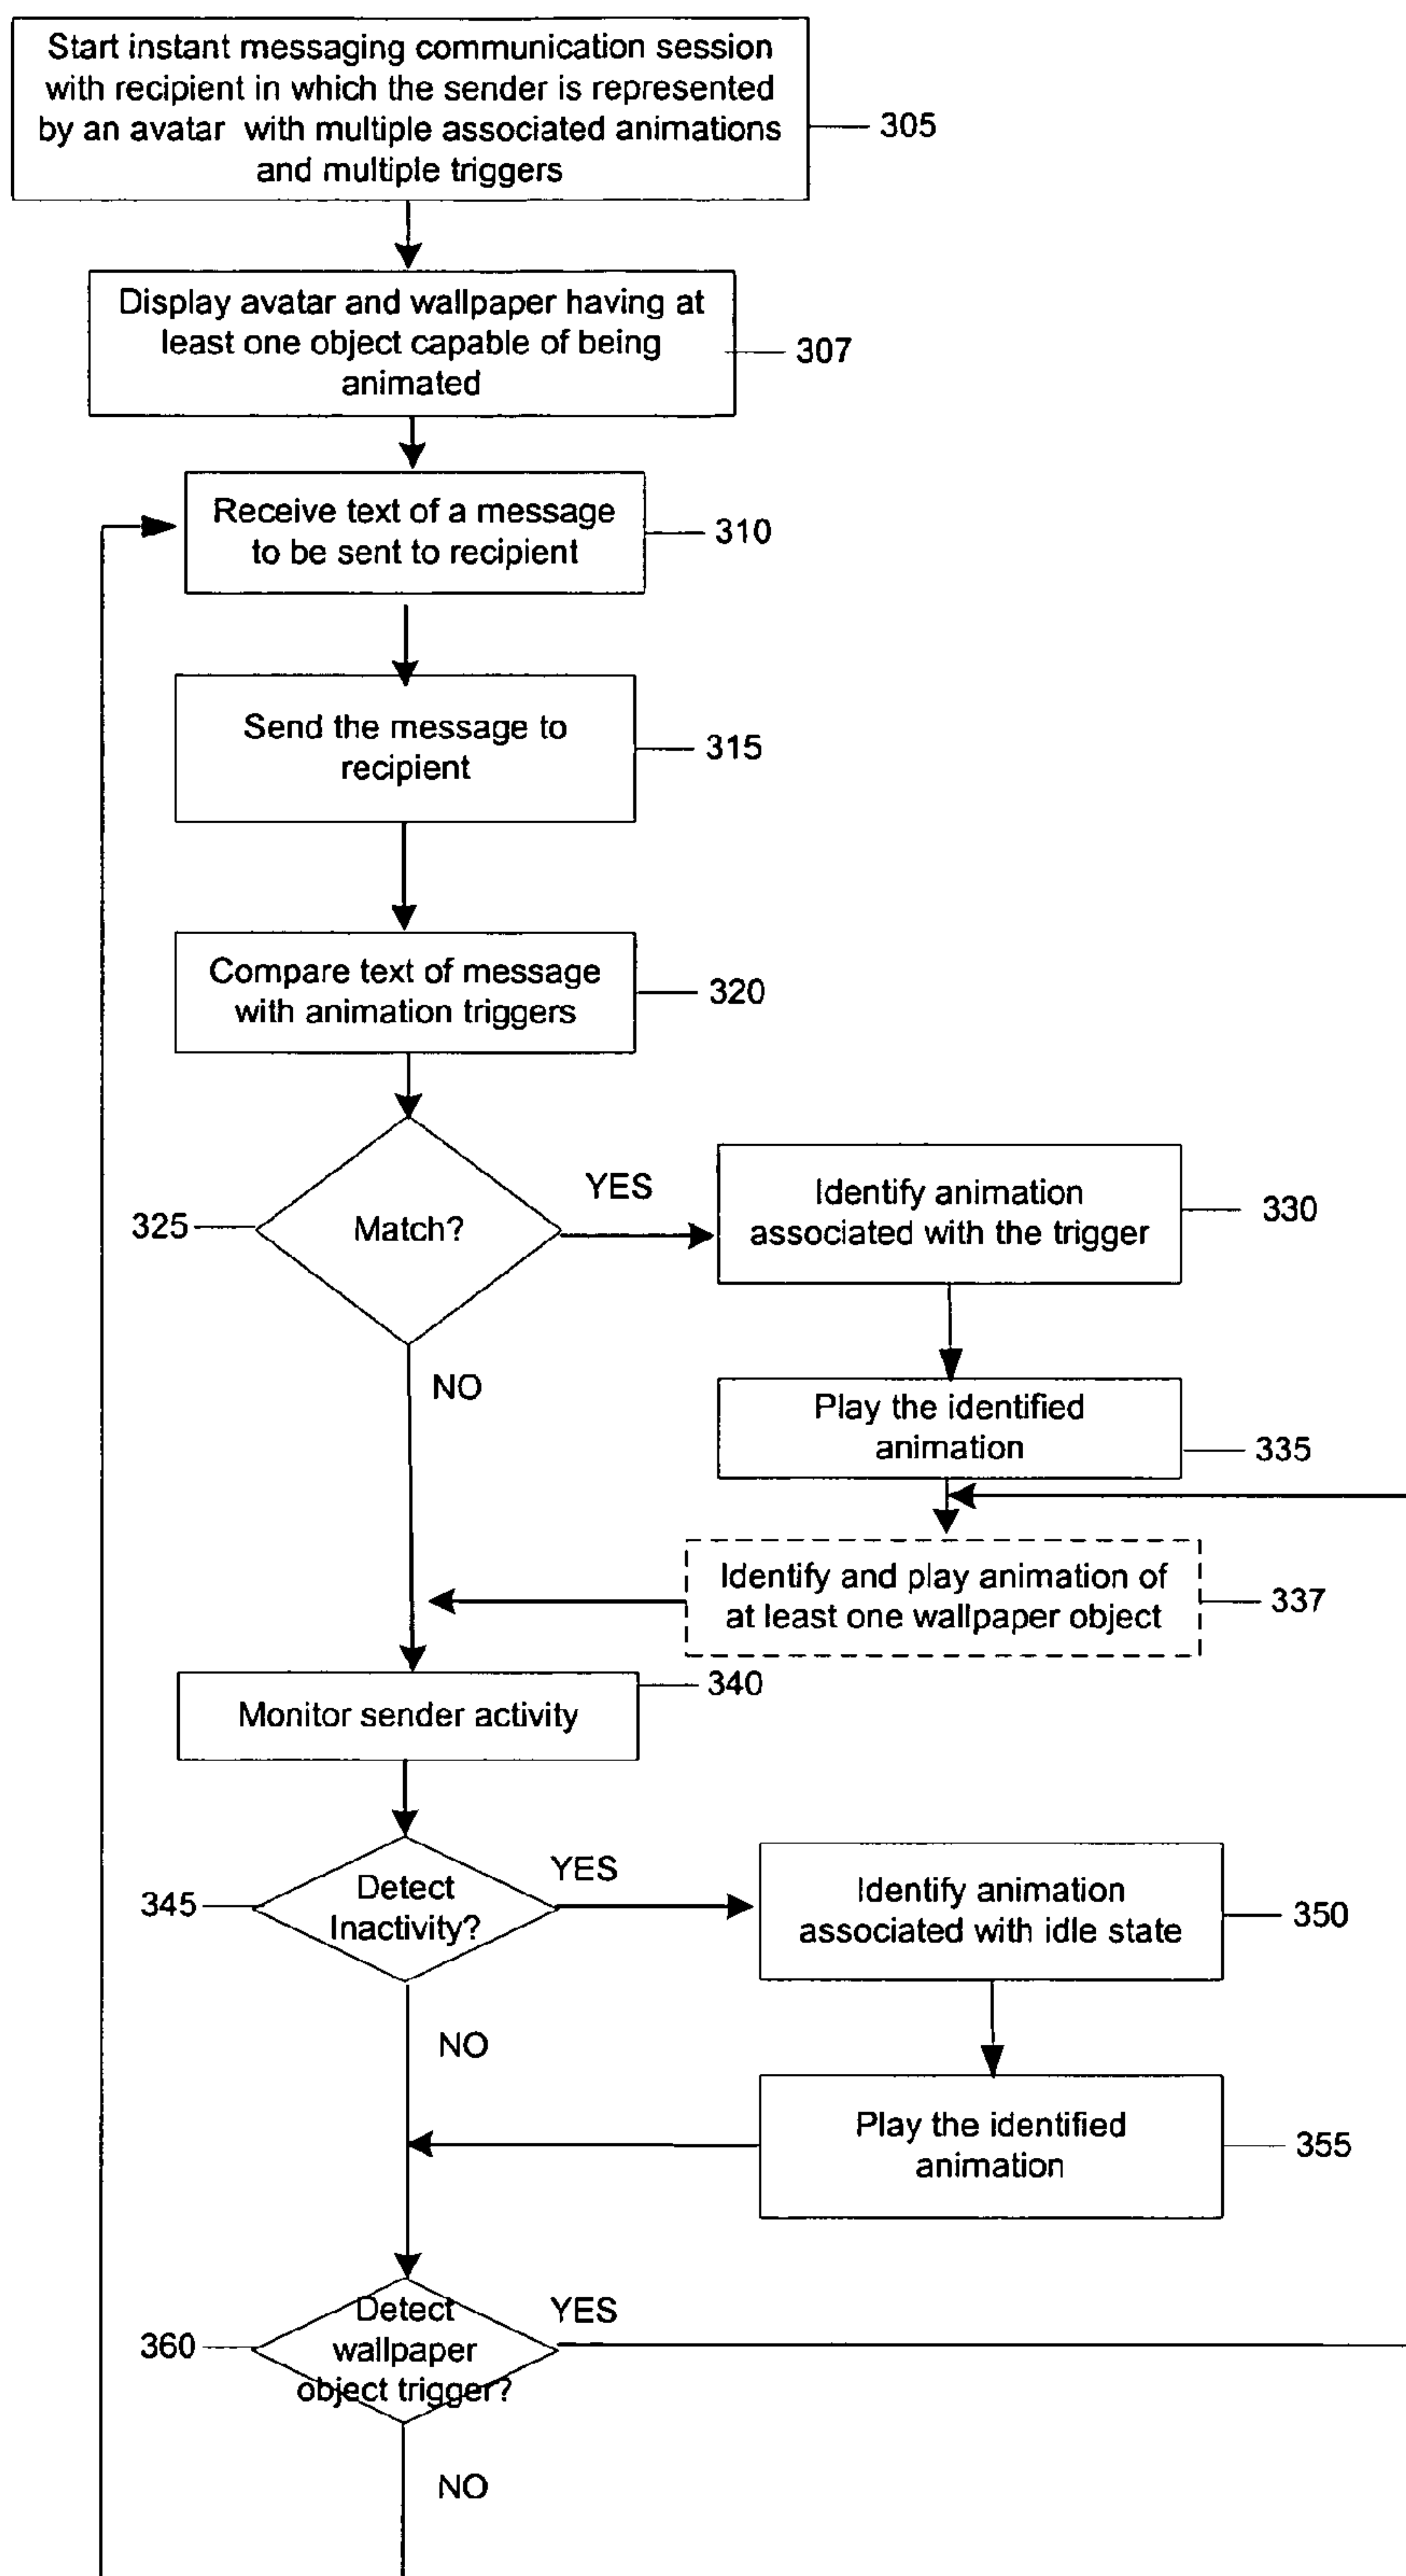 Start instant messaging communication session
with recipient in which the sender is represented
by an avatar with multiple associated animations
and multiple triggers
305
Display avatar and wallpaper having at
least one object capable of being
animated
307
Receive text of a message
to be sent to recipient
310
Send the message to
recipient
315
Compare text of message
with animation triggers
320
Match?
325
YES
Identify animation
associated with the trigger
330
NO
Play the identified
animation
335
Identify and play animation of
at least one wallpaper object
337
Monitor sender activity
340
Detect
Inactivity?
345
YES
Identify animation
associated with idle state
350
NO
Play the identified
animation
355
Detect
wallpaper
object trigger?
360
YES
NO